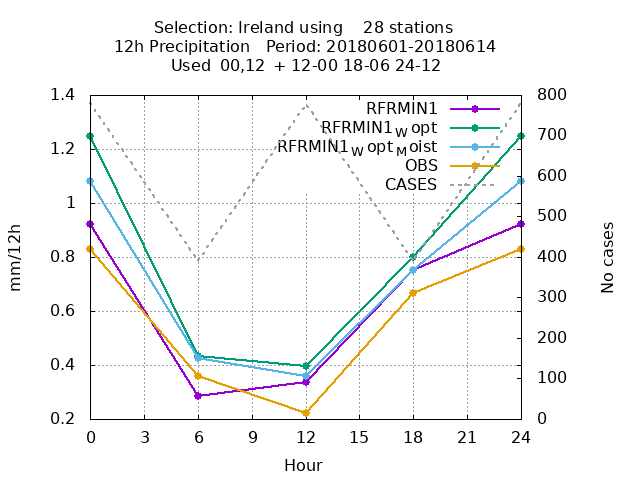 Selection: Ireland using    28 stations
12h Precipitation   Period: 20180601-20180614
Used  00,12  + 12-00 18-06 24-12
RFRMIN1
RFRMIN1_W opt
RFRMIN1_W opt_M oist
OBS
CASES
1.4
1.2
1
0.8
0.6
0.4
0.2
800
700
600
500
400
300
200
100
0
mm/12h
No cases
0 3 6 9 12 15 18 21 24
Hour